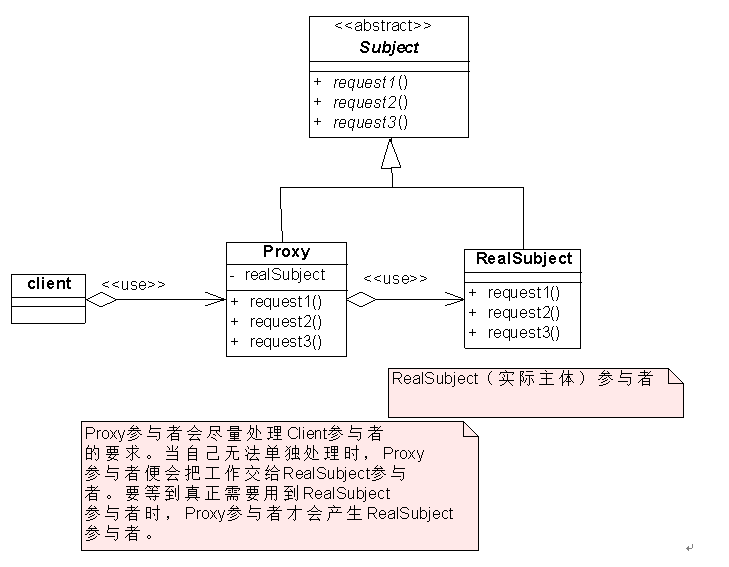 <<abstract>>
Subject
+ request1()
+ request2()
+ request3()
Proxy
- realSubject
+ request1()
+ request2()
+ request3()
RealSubject
+ request1()
+ request2()
+ request3()
client
<<use>>
<<use>>
RealSubject（实际主体）参与者
Proxy参与者会尽量处理Client参与者
的要求。当自己无法单独处理时，Proxy
参与者便会把工作交给RealSubject参与
者。要等到真正需要用到RealSubject
参与者时，Proxy参与者才会产生RealSubject
参与者。